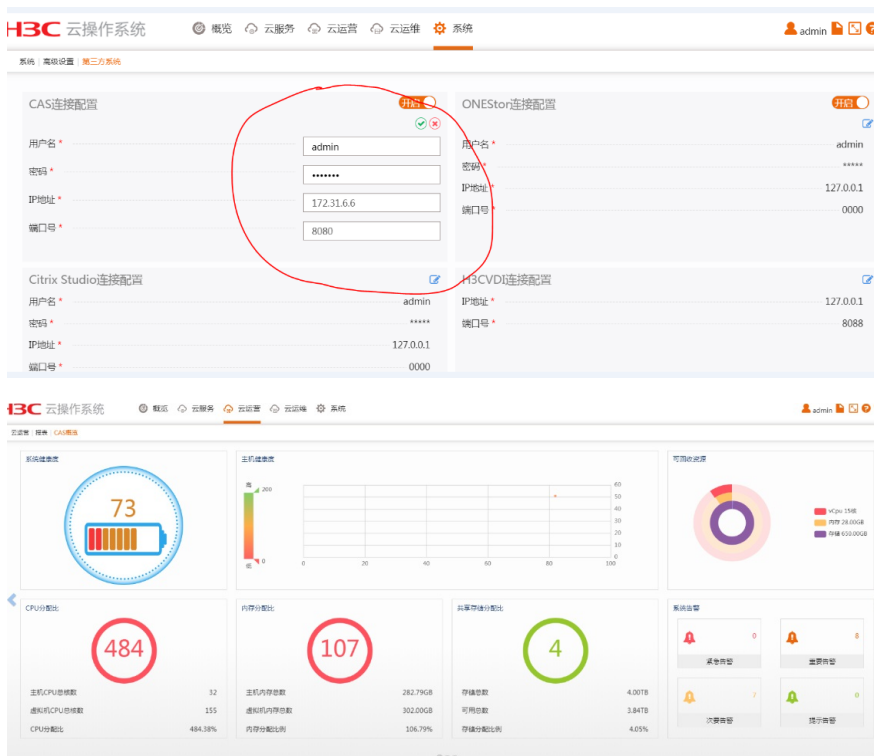 H3C 云操作系统 概览 云服务 云运营 云运维 系统 admin
系统 | 高级设置 | 第三方系统
CAS连接配置 开启
用户名 * admin
密码 * •••••••
IP地址 * 172.31.6.6
端口号 * 8080
ONEStor连接配置 开启
用户名 * admin
密码 * *****
IP地址 * 127.0.0.1
端口号 * 0000
Citrix Studio连接配置
用户名 * admin
密码 * *****
IP地址 * 127.0.0.1
端口号 * 0000
H3CVDI连接配置
IP地址 * 127.0.0.1
端口号 * 8088
H3C 云操作系统 概览 云服务 云运营 云运维 系统 admin
云运营 | 报表 | CAS概览
系统健康度
73
主机健康度
高 200
低 0
60
50
40
30
20
10
0
0 20 40 60 80 100
可回收资源
vCpu 15核
内存 28.00GB
存储 650.00GB
CPU分配比
484
主机CPU总核数 32
虚拟机CPU总核数 155
CPU分配比 484.38%
内存分配比
107
主机内存总数 282.79GB
虚拟机内存总数 302.00GB
内存分配比例 106.79%
共享存储分配比
4
存储总数 4.00TB
可用总数 3.84TB
存储分配比例 4.05%
系统告警
0
紧急告警
8
重要告警
7
次要告警
0
提示告警